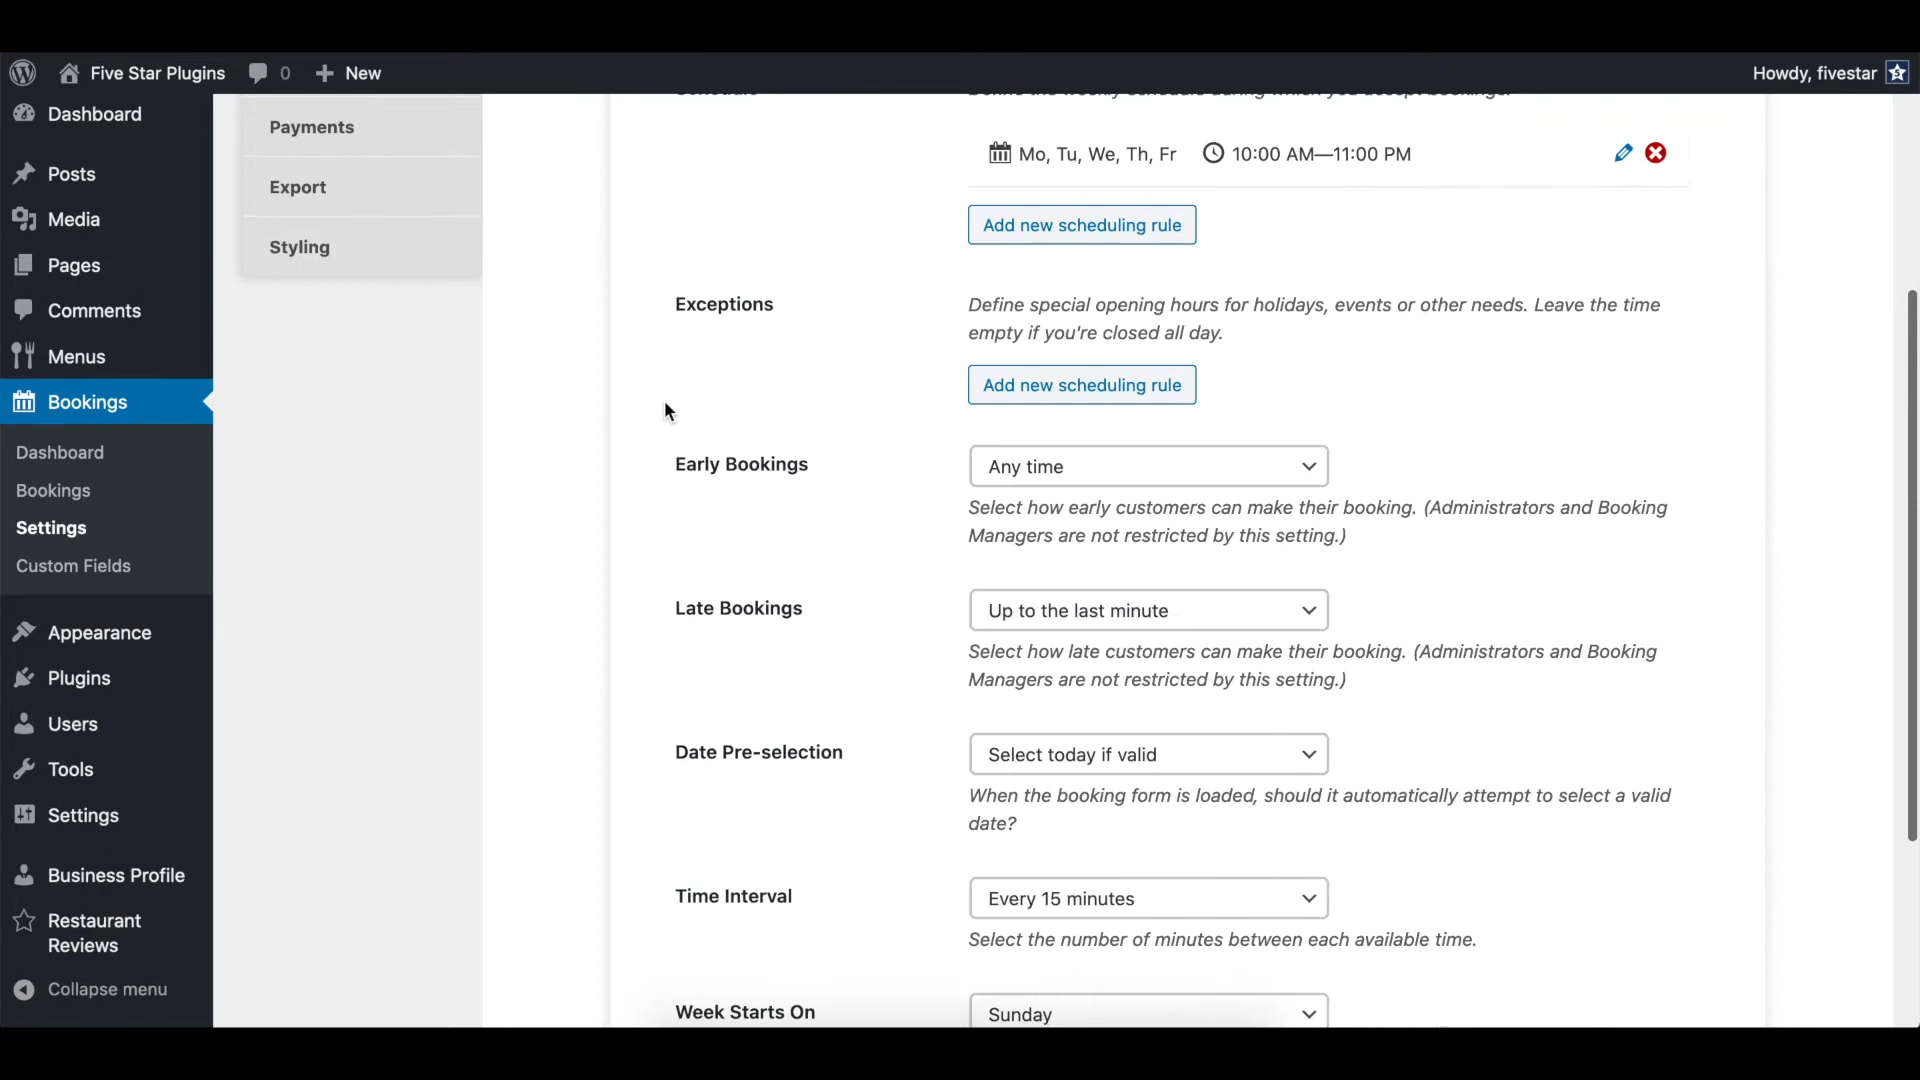 Five Star Plugins 0 New Howdy, fivestar
Dashboard
Posts
Media
Pages
Comments
Menus
Bookings
Dashboard
Bookings
Settings
Custom Fields
Appearance
Plugins
Users
Tools
Settings
Business Profile
Restaurant
Reviews
Collapse menu
Payments
Export
Styling
Mo, Tu, We, Th, Fr 10:00 AM—11:00 PM
Add new scheduling rule
Exceptions
Define special opening hours for holidays, events or other needs. Leave the time
empty if you're closed all day.
Add new scheduling rule
Early Bookings
Any time
Select how early customers can make their booking. (Administrators and Booking
Managers are not restricted by this setting.)
Late Bookings
Up to the last minute
Select how late customers can make their booking. (Administrators and Booking
Managers are not restricted by this setting.)
Date Pre-selection
Select today if valid
When the booking form is loaded, should it automatically attempt to select a valid
date?
Time Interval
Every 15 minutes
Select the number of minutes between each available time.
Week Starts On
Sunday